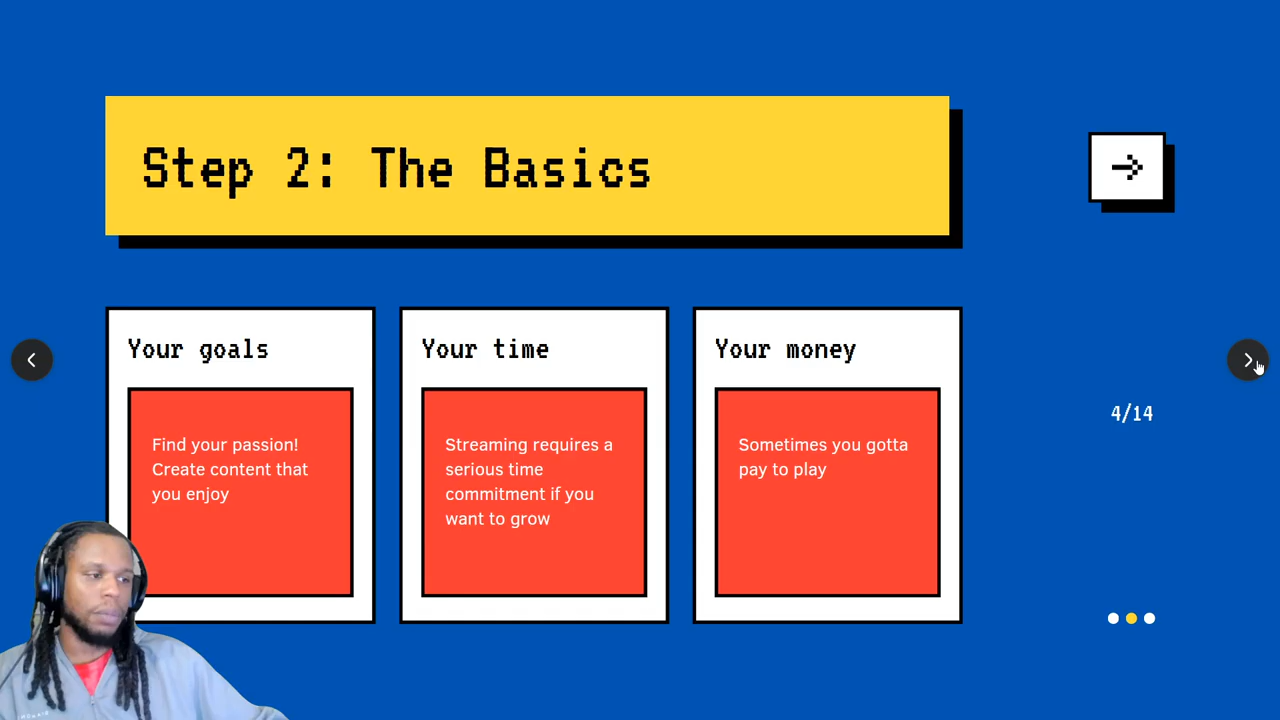 Step 2: The Basics
Your goals
Find your passion!
Create content that
you enjoy
Your time
Streaming requires a
serious time
commitment if you
want to grow
Your money
Sometimes you gotta
pay to play
4/14